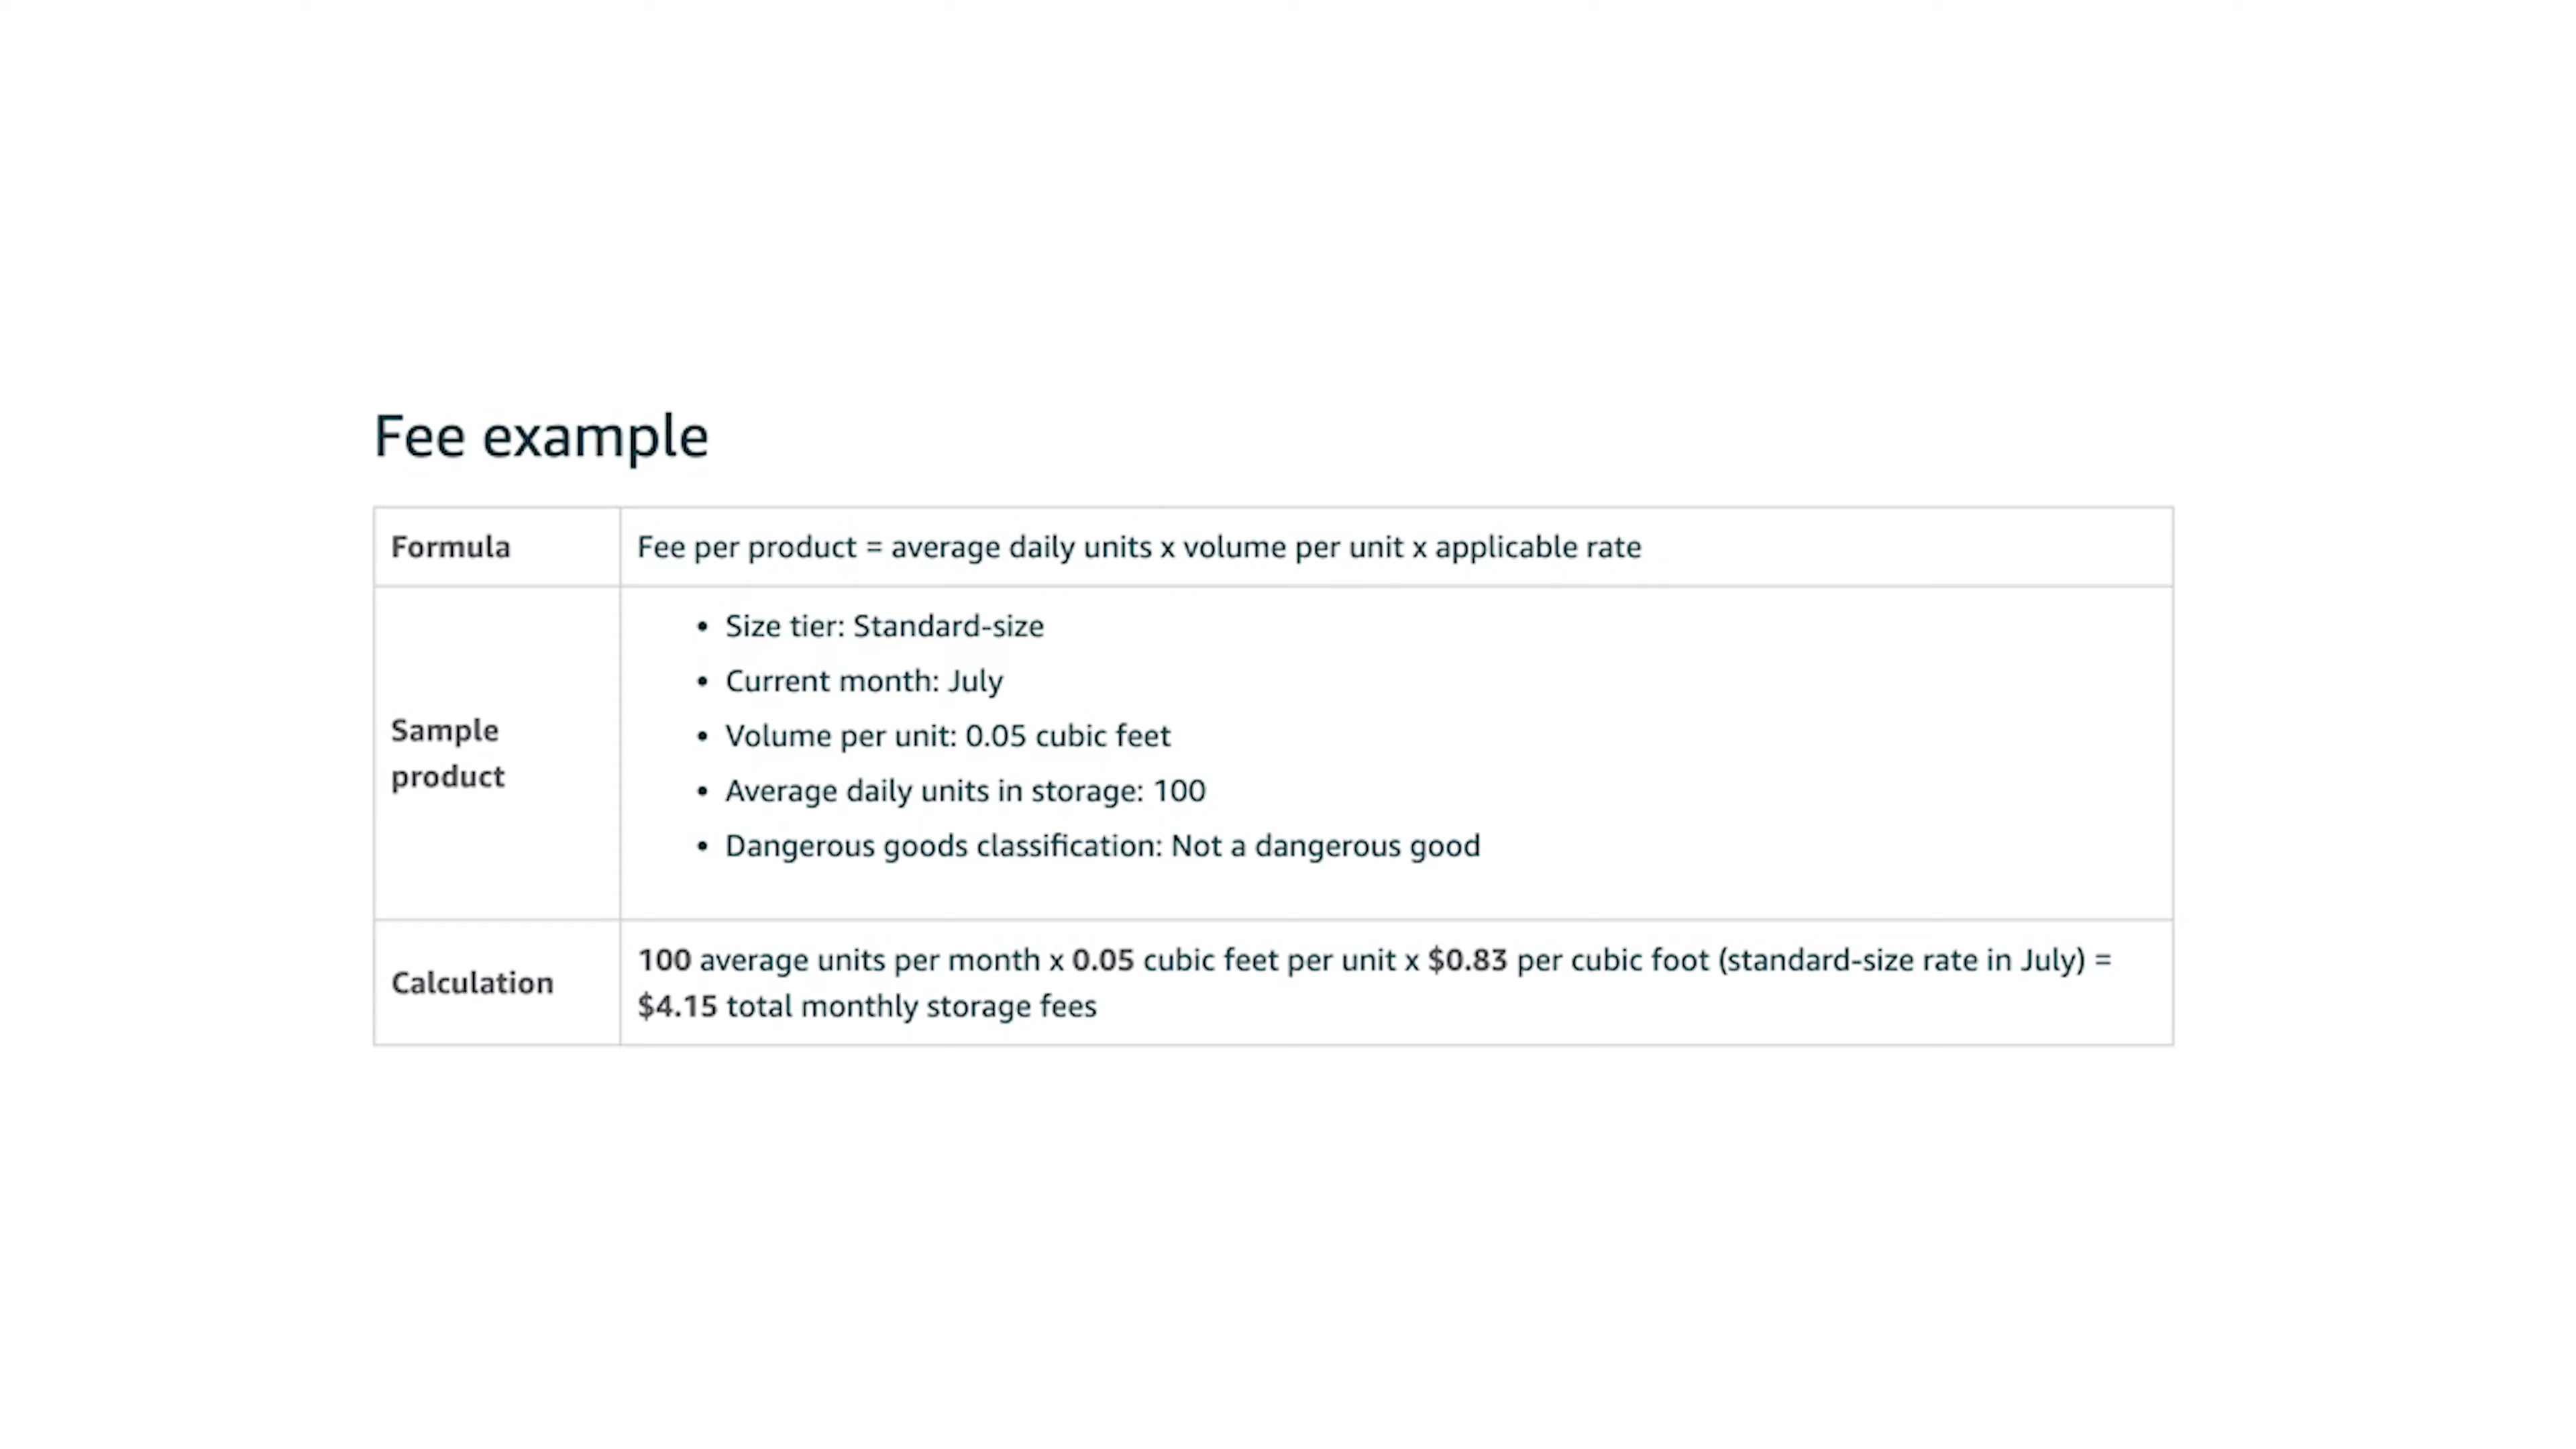 Fee example
Formula
Fee per product = average daily units x volume per unit x applicable rate
Sample
product
• Size tier: Standard-size
• Current month: July
• Volume per unit: 0.05 cubic feet
• Average daily units in storage: 100
• Dangerous goods classification: Not a dangerous good
Calculation
100 average units per month x 0.05 cubic feet per unit x $0.83 per cubic foot (standard-size rate in July) =
$4.15 total monthly storage fees